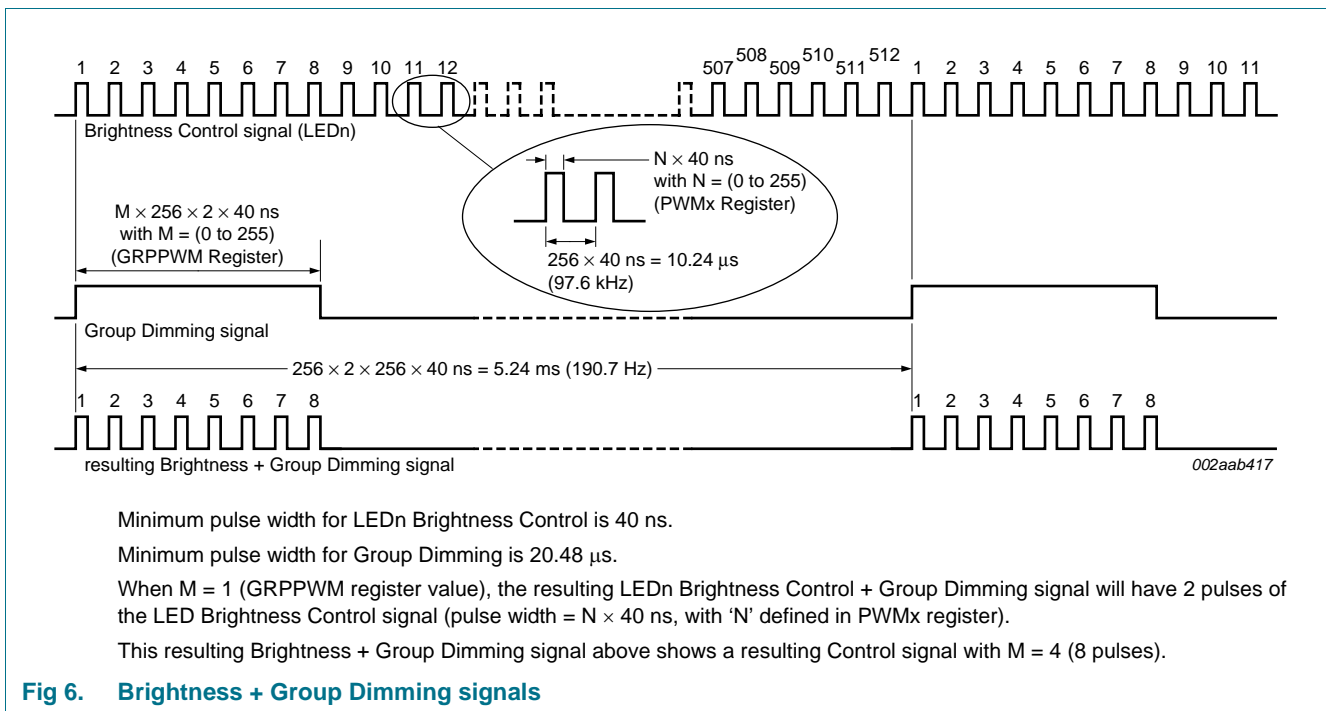 1 2 3 4 5 6 7 8 9 10 11 12 507 508 509 510 511 512 1 2 3 4 5 6 7 8 9 10 11
Brightness Control signal (LEDn)
N × 40 ns
with N = (0 to 255)
(PWMx Register)
256 × 40 ns = 10.24 μs
(97.6 kHz)
M × 256 × 2 × 40 ns
with M = (0 to 255)
(GRPPWM Register)
Group Dimming signal
256 × 2 × 256 × 40 ns = 5.24 ms (190.7 Hz)
1 2 3 4 5 6 7 8 1 2 3 4 5 6 7 8
resulting Brightness + Group Dimming signal
002aab417
Minimum pulse width for LEDn Brightness Control is 40 ns.
Minimum pulse width for Group Dimming is 20.48 μs.
When M = 1 (GRPPWM register value), the resulting LEDn Brightness Control + Group Dimming signal will have 2 pulses of
the LED Brightness Control signal (pulse width = N × 40 ns, with ‘N’ defined in PWMx register).
This resulting Brightness + Group Dimming signal above shows a resulting Control signal with M = 4 (8 pulses).
Fig 6. Brightness + Group Dimming signals